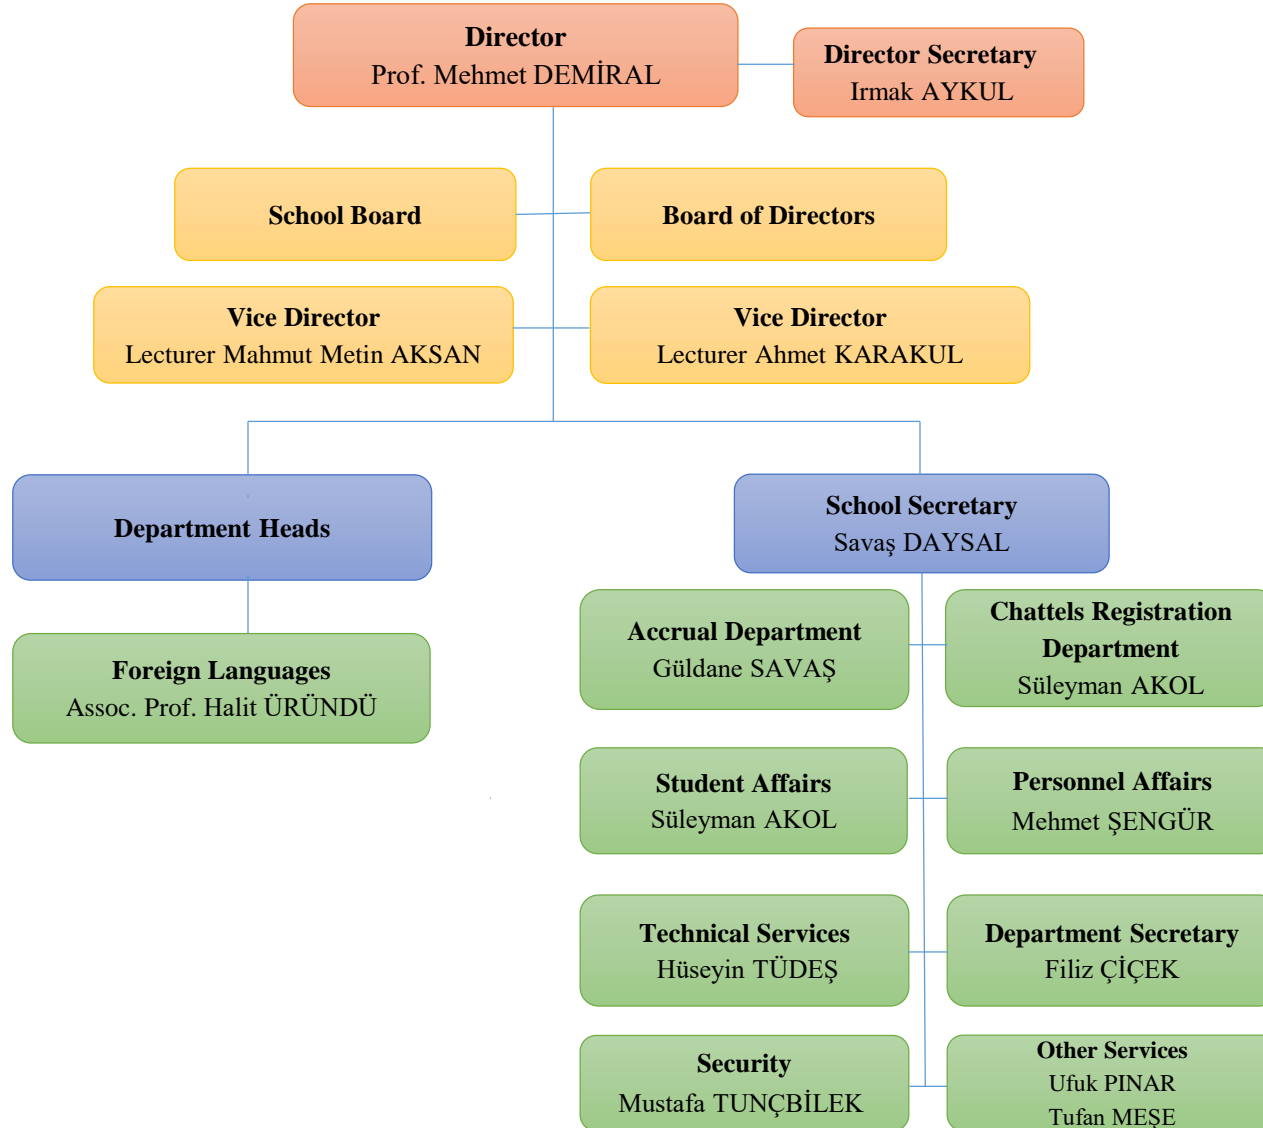 Director
Prof. Mehmet DEMİRAL
Director Secretary
Irmak AYKUL
School Board
Board of Directors
Vice Director
Lecturer Mahmut Metin AKSAN
Vice Director
Lecturer Ahmet KARAKUL
Department Heads
School Secretary
Savaş DAYSAL
Foreign Languages
Assoc. Prof. Halit ÜRÜNDÜ
Accrual Department
Güldane SAVAŞ
Chattels Registration
Department
Süleyman AKOL
Student Affairs
Süleyman AKOL
Personnel Affairs
Mehmet ŞENGÜR
Technical Services
Hüseyin TÜDEŞ
Department Secretary
Filiz ÇİÇEK
Security
Mustafa TUNÇBİLEK
Other Services
Ufuk PINAR
Tufan MEŞE